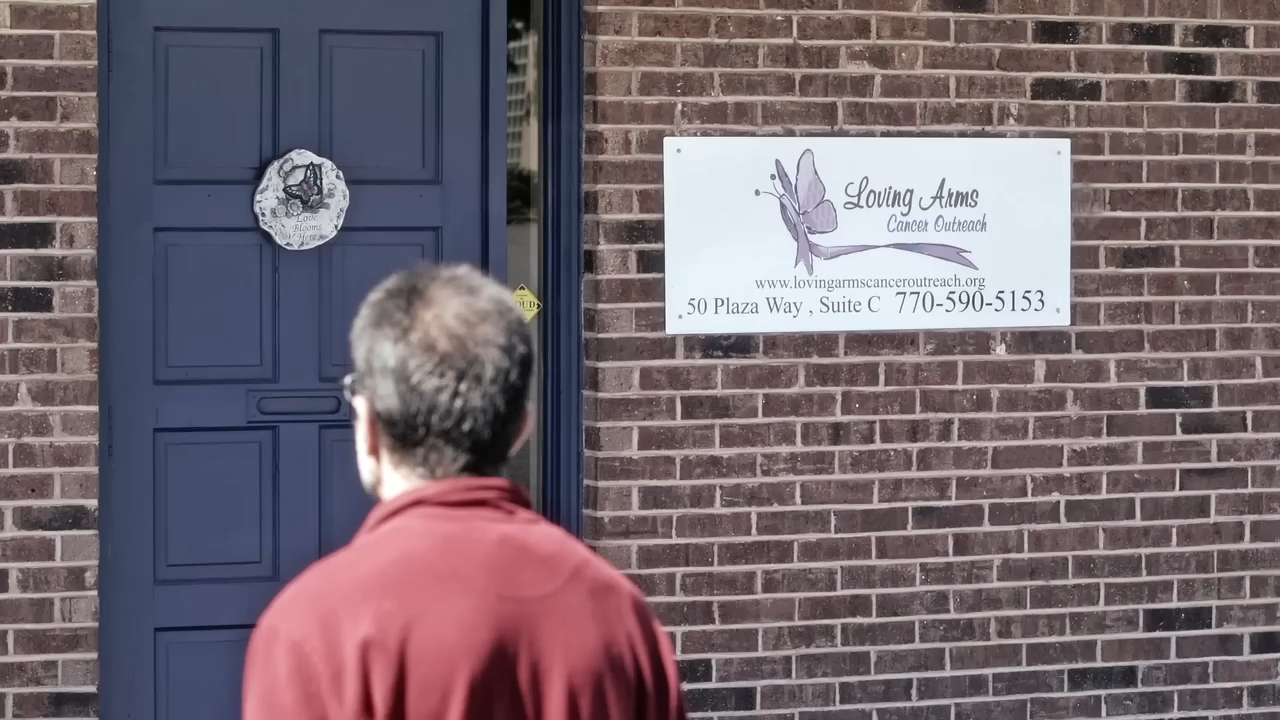 Love
Blooms
Here
Loving Arms
Cancer Outreach
www.lovingarmscanceroutreach.org
50 Plaza Way , Suite C 770-590-5153